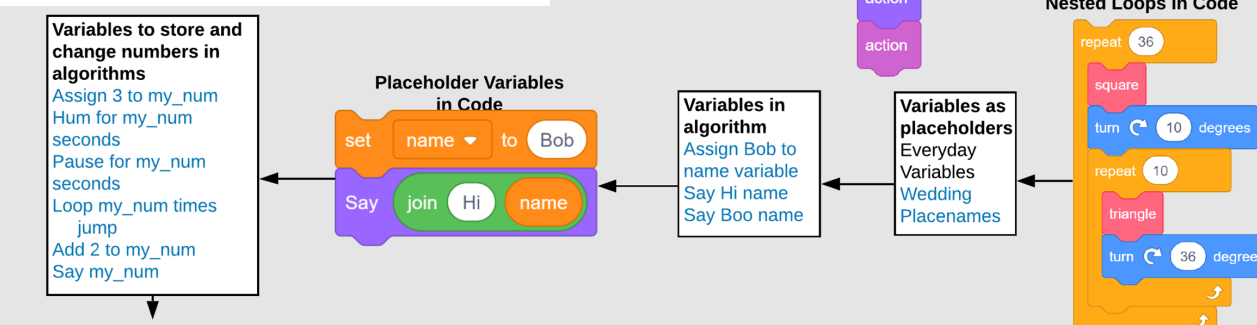 Variables to store and
change numbers in
algorithms
Assign 3 to my_num
Hum for my_num
seconds
Pause for my_num
seconds
Loop my_num times
jump
Add 2 to my_num
Say my_num
Placeholder Variables
in Code
set name to Bob
Say join Hi name
Variables in
algorithm
Assign Bob to
name variable
Say Hi name
Say Boo name
action
action
Variables as
placeholders
Everyday
Variables
Wedding
Placenames
Nested Loops in Code
repeat 36
square
turn 10 degrees
repeat 10
triangle
turn 36 degree